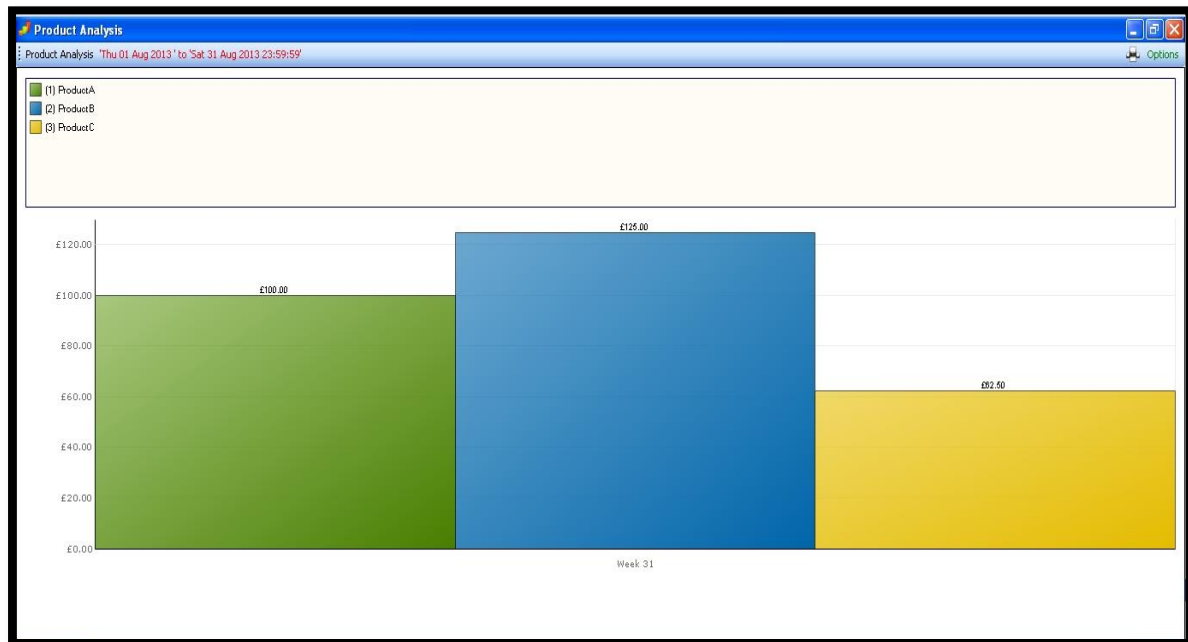 Product Analysis
Product Analysis 'Thu 01 Aug 2013 ' to 'Sat 31 Aug 2013 23:59:59' Options
(1) ProductA
(2) ProductB
(3) ProductC
£125.00
£120.00
£100.00
£100.00
£80.00
£62.50
£60.00
£40.00
£20.00
£0.00
Week 31